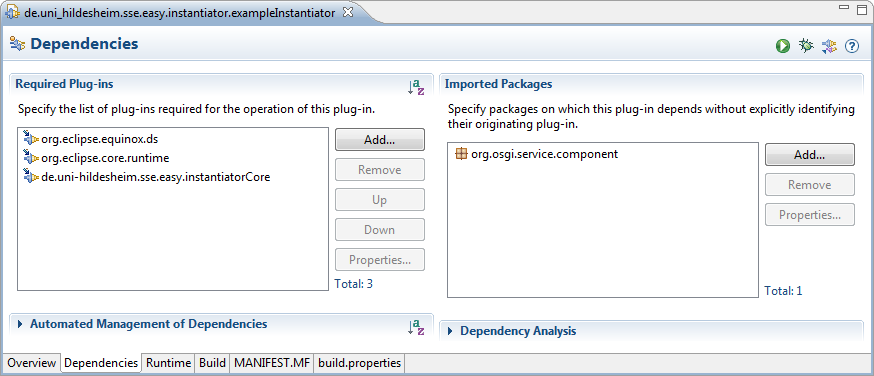 de.uni_hildesheim.sse.easy.instantiator.exampleInstantiator
Dependencies
Required Plug-ins
Specify the list of plug-ins required for the operation of this plug-in.
org.eclipse.equinox.ds
org.eclipse.core.runtime
de.uni-hildesheim.sse.easy.instantiatorCore
Add...
Remove
Up
Down
Properties...
Total: 3
Automated Management of Dependencies
Imported Packages
Specify packages on which this plug-in depends without explicitly identifying
their originating plug-in.
org.osgi.service.component
Add...
Remove
Properties...
Total: 1
Dependency Analysis
Overview Dependencies Runtime Build MANIFEST.MF build.properties